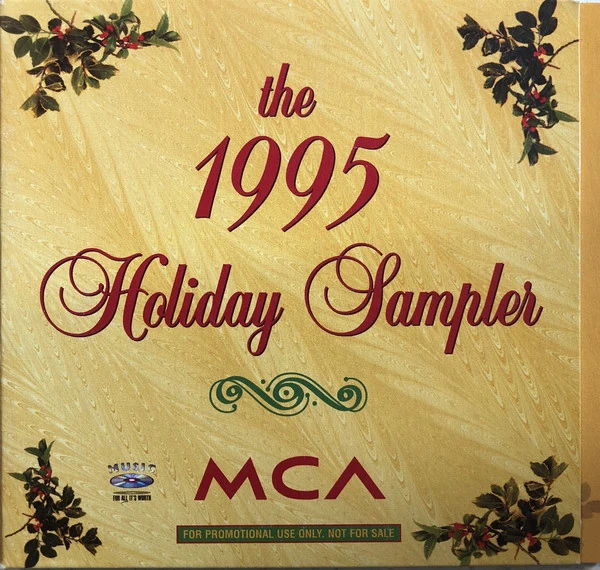 the
1995
Holiday Sampler
MUSIC
FOR ALL IT'S WORTH
MCA
FOR PROMOTIONAL USE ONLY. NOT FOR SALE